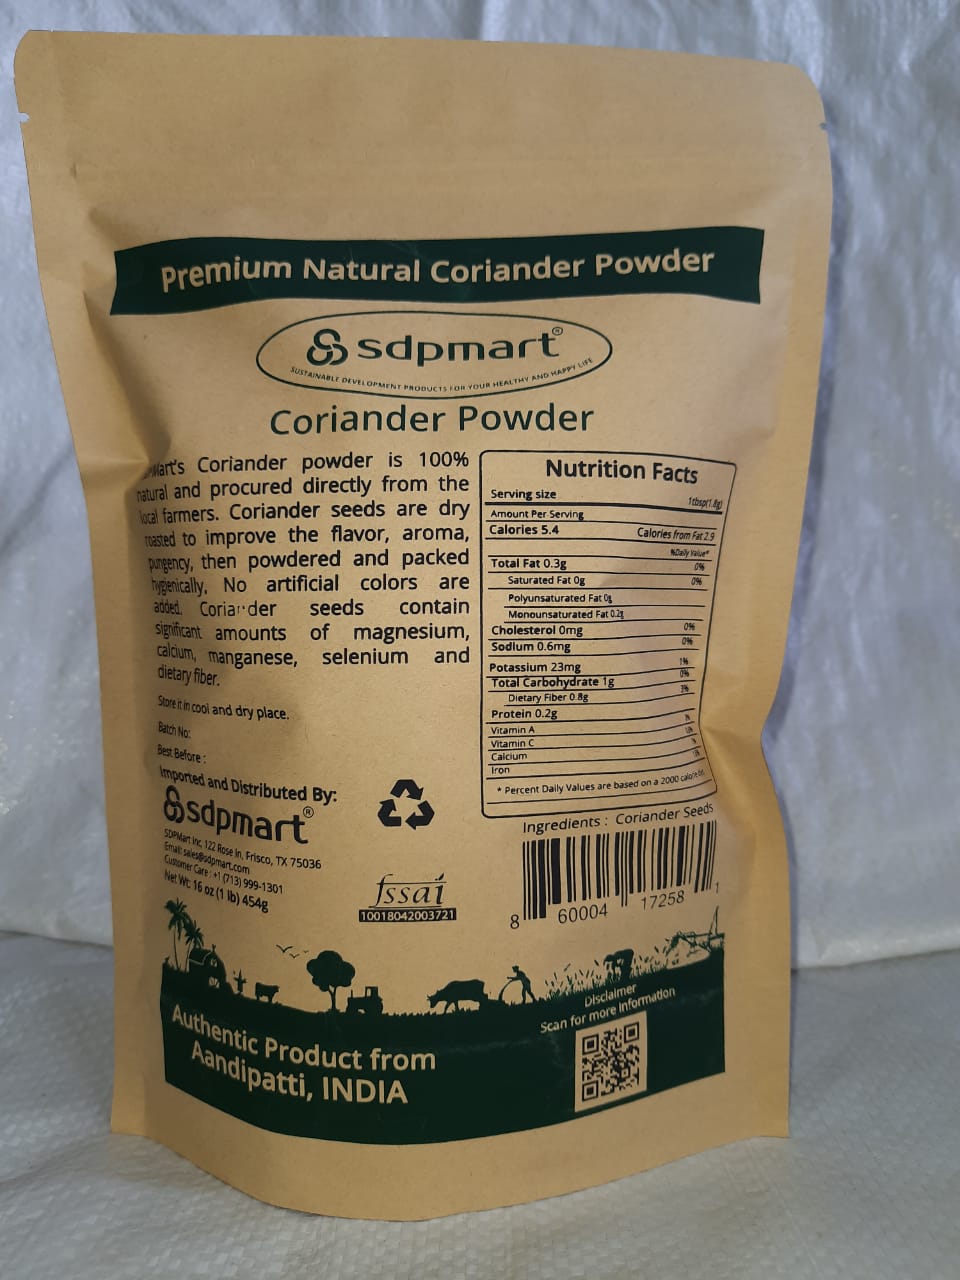 Premium Natural Coriander Powder
sdpmart®
SUSTAINABLE DEVELOPMENT PRODUCTS FOR YOUR HEALTHY AND HAPPY LIFE
Coriander Powder
Mart's Coriander powder is 100%
natural and procured directly from the
local farmers. Coriander seeds are dry
roasted to improve the flavor, aroma,
pungency, then powdered and packed
hygienically, No artificial colors are
added. Coriander seeds contain
significant amounts of magnesium,
calcium, manganese, selenium and
dietary fiber.
Store it in cool and dry place.
Batch No:
Best Before :
Imported and Distributed By:
sdpmart®
SDPMart Inc, 122 Rose ln, Frisco, TX 75036
Email: sales@sdpmart.com
Customer Care : +1 (713) 999-1301
Net Wt: 16 oz (1 lb) 454g
fssai
10018042003721
Nutrition Facts
Serving size 1tbsp(1.8g)
Amount Per Serving
Calories 5.4 Calories from Fat 2.9
%Daily Value*
Total Fat 0.3g 0%
Saturated Fat 0g 0%
Polyunsaturated Fat 0g
Monounsaturated Fat 0.2g
Cholesterol 0mg 0%
Sodium 0.6mg 0%
Potassium 23mg 1%
Total Carbohydrate 1g 0%
Dietary Fiber 0.8g 3%
Protein 0.2g
Vitamin A
Vitamin C
Calcium
Iron
* Percent Daily Values are based on a 2000 calorie
Ingredients : Coriander Seeds
8 60004 17258 1
Disclaimer
Scan for more Information
Authentic Product from
Aandipatti, INDIA